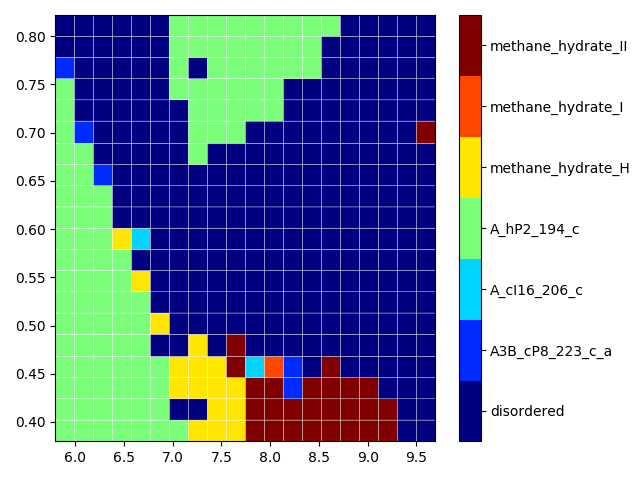 0.80
0.75
0.70
0.65
0.60
0.55
0.50
0.45
0.40
6.0 6.5 7.0 7.5 8.0 8.5 9.0 9.5
methane_hydrate_II
methane_hydrate_I
methane_hydrate_H
A_hP2_194_c
A_cI16_206_c
A3B_cP8_223_c_a
disordered